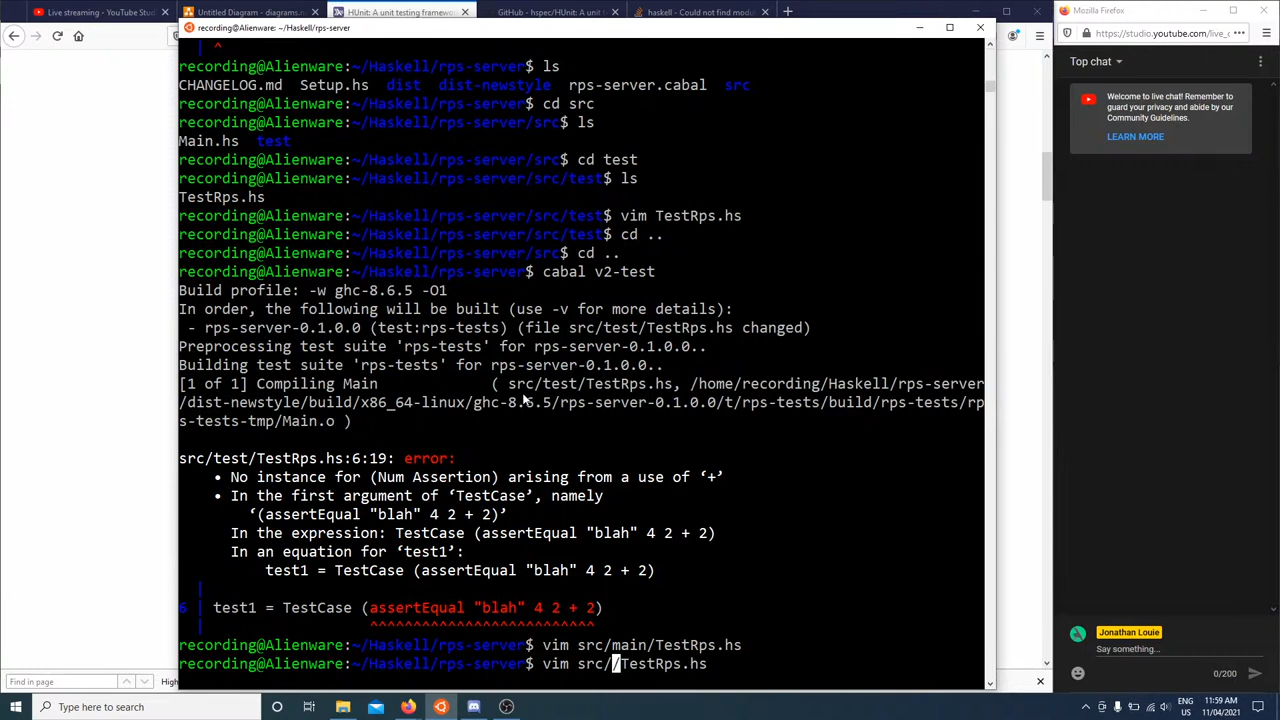 YouTube - YouTube Stud
Untitled Diagram - diagrams.n
HUnit: A unit testing framew
GitHub - hspec/HUnit: A unit
haskell - Could not find modu
Mozilla Firefox
recording@Alienware: ~/Haskell/rps-server
https://studio.youtube.com/live_c
Top chat
Welcome to live chat! Remember to
guard your privacy and abide by our
Community Guidelines.
LEARN MORE
^
recording@Alienware:~/Haskell/rps-server$ ls
CHANGELOG.md Setup.hs dist dist-newstyle rps-server.cabal src
recording@Alienware:~/Haskell/rps-server$ cd src
recording@Alienware:~/Haskell/rps-server/src$ ls
Main.hs test
recording@Alienware:~/Haskell/rps-server/src$ cd test
recording@Alienware:~/Haskell/rps-server/src/test$ ls
TestRps.hs
recording@Alienware:~/Haskell/rps-server/src/test$ vim TestRps.hs
recording@Alienware:~/Haskell/rps-server/src/test$ cd ..
recording@Alienware:~/Haskell/rps-server/src$ cd ..
recording@Alienware:~/Haskell/rps-server$ cabal v2-test
Build profile: -w ghc-8.6.5 -O1
In order, the following will be built (use -v for more details):
- rps-server-0.1.0.0 (test:rps-tests) (file src/test/TestRps.hs changed)
Preprocessing test suite 'rps-tests' for rps-server-0.1.0.0..
Building test suite 'rps-tests' for rps-server-0.1.0.0..
[1 of 1] Compiling Main ( src/test/TestRps.hs, /home/recording/Haskell/rps-server
/dist-newstyle/build/x86_64-linux/ghc-8.6.5/rps-server-0.1.0.0/t/rps-tests/build/rps-tests/rp
s-tests-tmp/Main.o )
src/test/TestRps.hs:6:19: error:
• No instance for (Num Assertion) arising from a use of ‘+’
• In the first argument of ‘TestCase’, namely
‘(assertEqual "blah" 4 2 + 2)’
In the expression: TestCase (assertEqual "blah" 4 2 + 2)
In an equation for ‘test1’:
test1 = TestCase (assertEqual "blah" 4 2 + 2)
|
6 | test1 = TestCase (assertEqual "blah" 4 2 + 2)
| ^^^^^^^^^^^^^^^^^^^^^^^^^^
recording@Alienware:~/Haskell/rps-server$ vim src/main/TestRps.hs
recording@Alienware:~/Haskell/rps-server$ vim src//TestRps.hs
Jonathan Louie
Say something...
0/200
Find in page
High
Type here to search
ENG
US
11:59 AM
11/04/2021